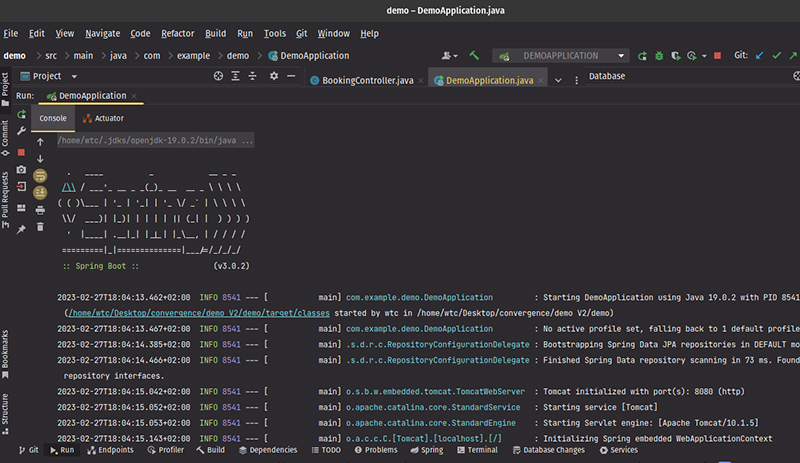 demo – DemoApplication.java
File Edit View Navigate Code Refactor Build Run Tools Git Window Help
demo src main java com example demo DemoApplication DEMOAPPLICATION Git:
Project BookingController.java DemoApplication.java Database
Run: DemoApplication
Console Actuator
Project
Commit
Pull Requests
Bookmarks
Structure
/home/wtc/.jdks/openjdk-19.0.2/bin/java ...
:: Spring Boot :: (v3.0.2)
2023-02-27T18:04:13.462+02:00 INFO 8541 --- [ main] com.example.demo.DemoApplication : Starting DemoApplication using Java 19.0.2 with PID 8541
(/home/wtc/Desktop/convergence/demo V2/demo/target/classes started by wtc in /home/wtc/Desktop/convergence/demo V2/demo)
2023-02-27T18:04:13.467+02:00 INFO 8541 --- [ main] com.example.demo.DemoApplication : No active profile set, falling back to 1 default profile
2023-02-27T18:04:14.385+02:00 INFO 8541 --- [ main] .s.d.r.c.RepositoryConfigurationDelegate : Bootstrapping Spring Data JPA repositories in DEFAULT mo
2023-02-27T18:04:14.466+02:00 INFO 8541 --- [ main] .s.d.r.c.RepositoryConfigurationDelegate : Finished Spring Data repository scanning in 73 ms. Found
repository interfaces.
2023-02-27T18:04:15.042+02:00 INFO 8541 --- [ main] o.s.b.w.embedded.tomcat.TomcatWebServer : Tomcat initialized with port(s): 8080 (http)
2023-02-27T18:04:15.052+02:00 INFO 8541 --- [ main] o.apache.catalina.core.StandardService : Starting service [Tomcat]
2023-02-27T18:04:15.053+02:00 INFO 8541 --- [ main] o.apache.catalina.core.StandardEngine : Starting Servlet engine: [Apache Tomcat/10.1.5]
2023-02-27T18:04:15.143+02:00 INFO 8541 --- [ main] o.a.c.c.C.[Tomcat].[localhost].[/] : Initializing Spring embedded WebApplicationContext
Git Run Endpoints Profiler Build Dependencies TODO Problems Spring Terminal Database Changes Services